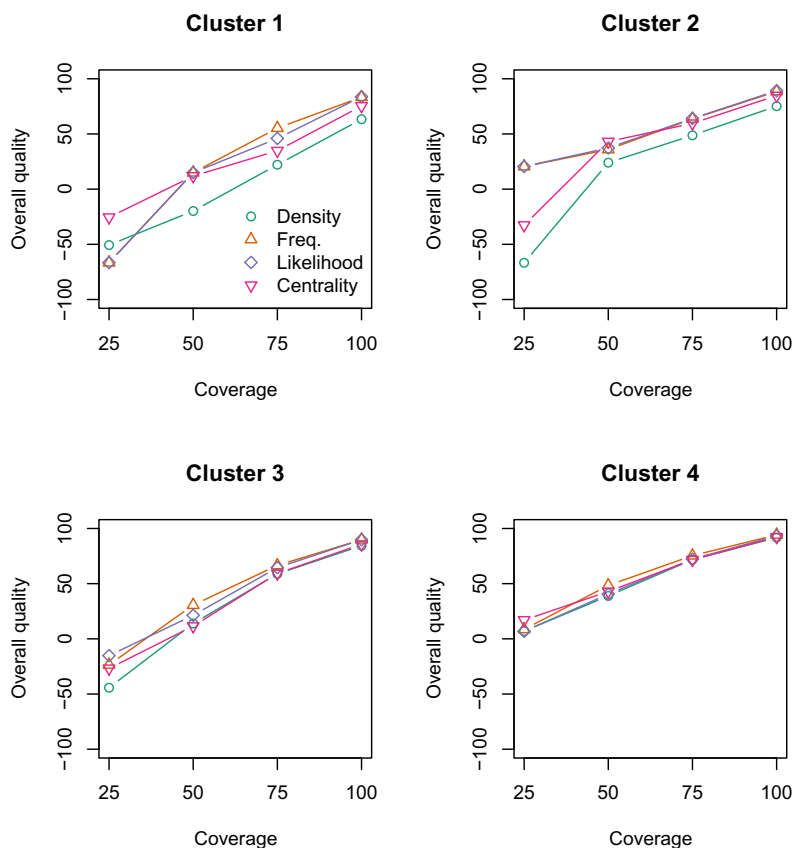 Cluster 1
Overall quality
100
50
0
−50
−100
Density
Freq.
Likelihood
Centrality
25 50 75 100
Coverage
Cluster 2
Overall quality
100
50
0
−50
−100
25 50 75 100
Coverage
Cluster 3
Overall quality
100
50
0
−50
−100
25 50 75 100
Coverage
Cluster 4
Overall quality
100
50
0
−50
−100
25 50 75 100
Coverage